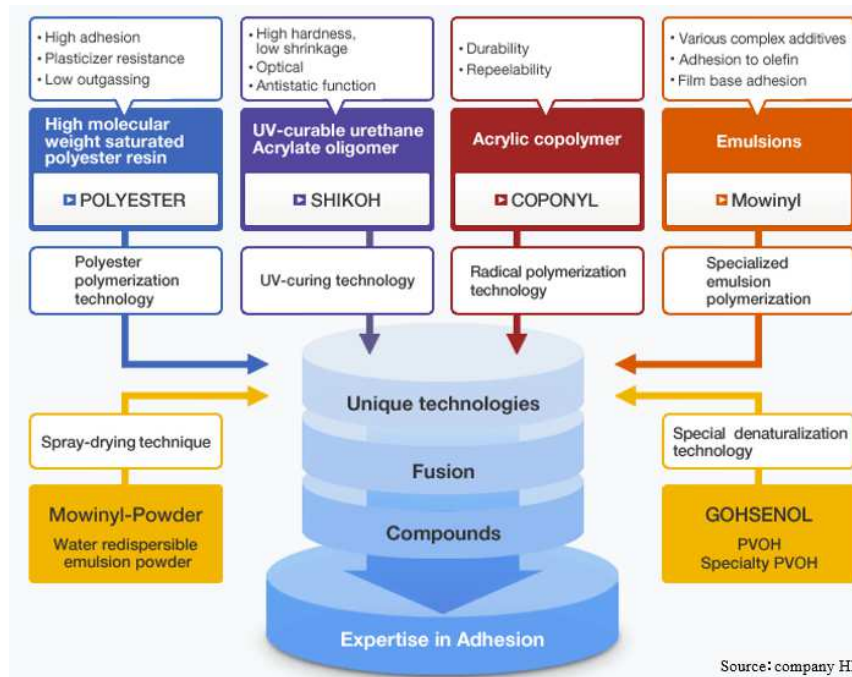 • High adhesion
• Plasticizer resistance
• Low outgassing
• High hardness,
low shrinkage
• Optical
• Antistatic function
• Durability
• Repeelability
• Various complex additives
• Adhesion to olefin
• Film base adhesion
High molecular
weight saturated
polyester resin
POLYESTER
UV-curable urethane
Acrylate oligomer
SHIKOH
Acrylic copolymer
COPONYL
Emulsions
Mowinyl
Polyester
polymerization
technology
UV-curing technology
Radical polymerization
technology
Specialized
emulsion
polymerization
Unique technologies
Fusion
Compounds
Expertise in Adhesion
Spray-drying technique
Mowinyl-Powder
Water redispersible
emulsion powder
Special denaturalization
technology
GOHSENOL
PVOH
Specialty PVOH
Source: company H